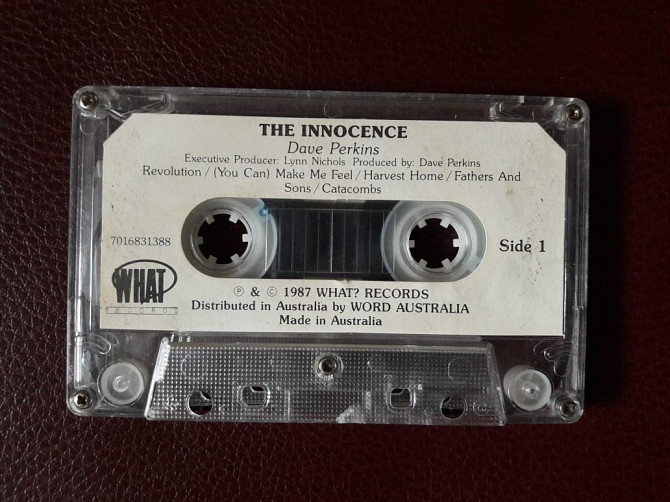 THE INNOCENCE
Dave Perkins
Executive Producer: Lynn Nichols Produced by: Dave Perkins
Revolution / (You Can) Make Me Feel / Harvest Home / Fathers And
Sons / Catacombs
7016831388
Side 1
WHAT
RECORDS
℗ & © 1987 WHAT? RECORDS
Distributed in Australia by WORD AUSTRALIA
Made in Australia